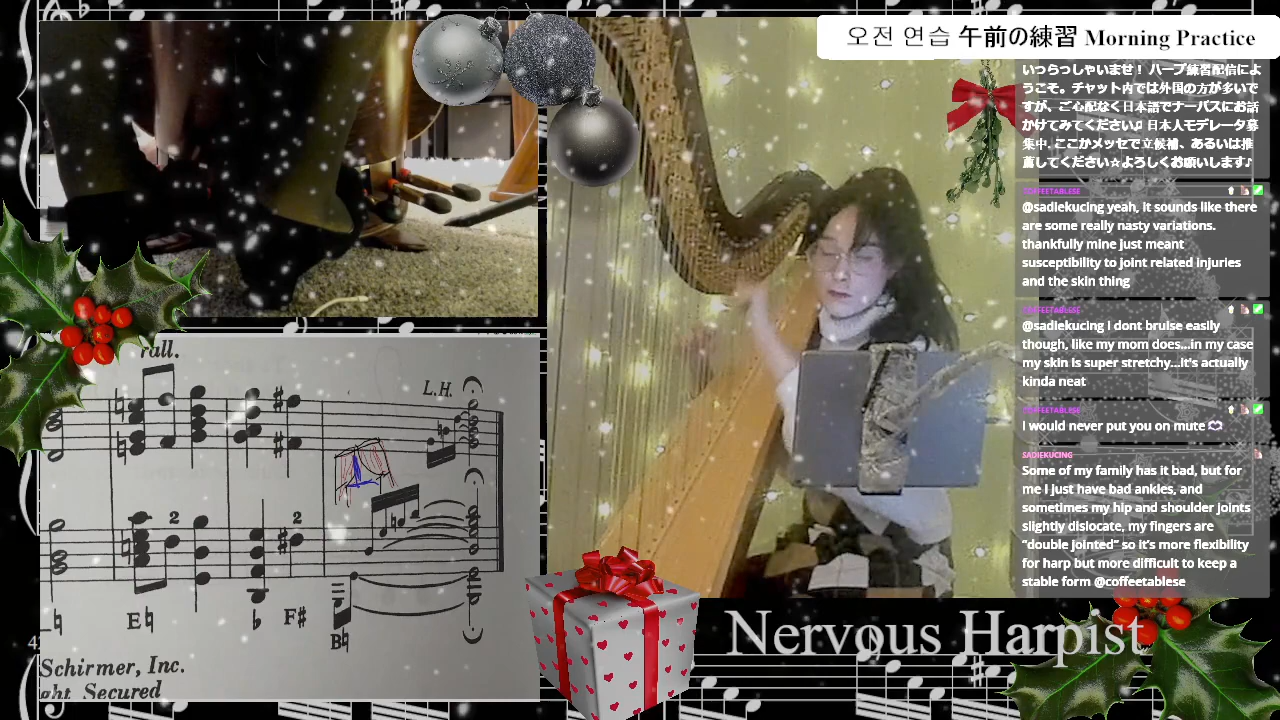 오전 연습 午前の練習 Morning Practice
いらっしゃいませ！ハープ練習配信によ
うこそ。チャット内では外国の方が多いで
すが、ご心配なく日本語でナーバスにお話
かけてみてください♫ 日本人モデレータ募
集中. ここかメッセで立候補、あるいは推
薦してください☆よろしくお願いします♪
COFFEETABLESE
@sadiekucing yeah, it sounds like there
are some really nasty variations.
thankfully mine just meant
susceptibility to joint related injuries
and the skin thing
COFFEETABLESE
@sadiekucing i dont bruise easily
though, like my mom does...in my case
my skin is super stretchy...it's actually
kinda neat
COFFEETABLESE
I would never put you on mute
SADIEKUCING
Some of my family has it bad, but for
me I just have bad ankles, and
sometimes my hip and shoulder joints
slightly dislocate, my fingers are
"double jointed" so it's more flexibility
for harp but more difficult to keep a
stable form @coffeetablese
rall.
L.H.
2
2
E♮
♭
F#
B♮
Schirmer, Inc.
ght Secured
Nervous Harpist